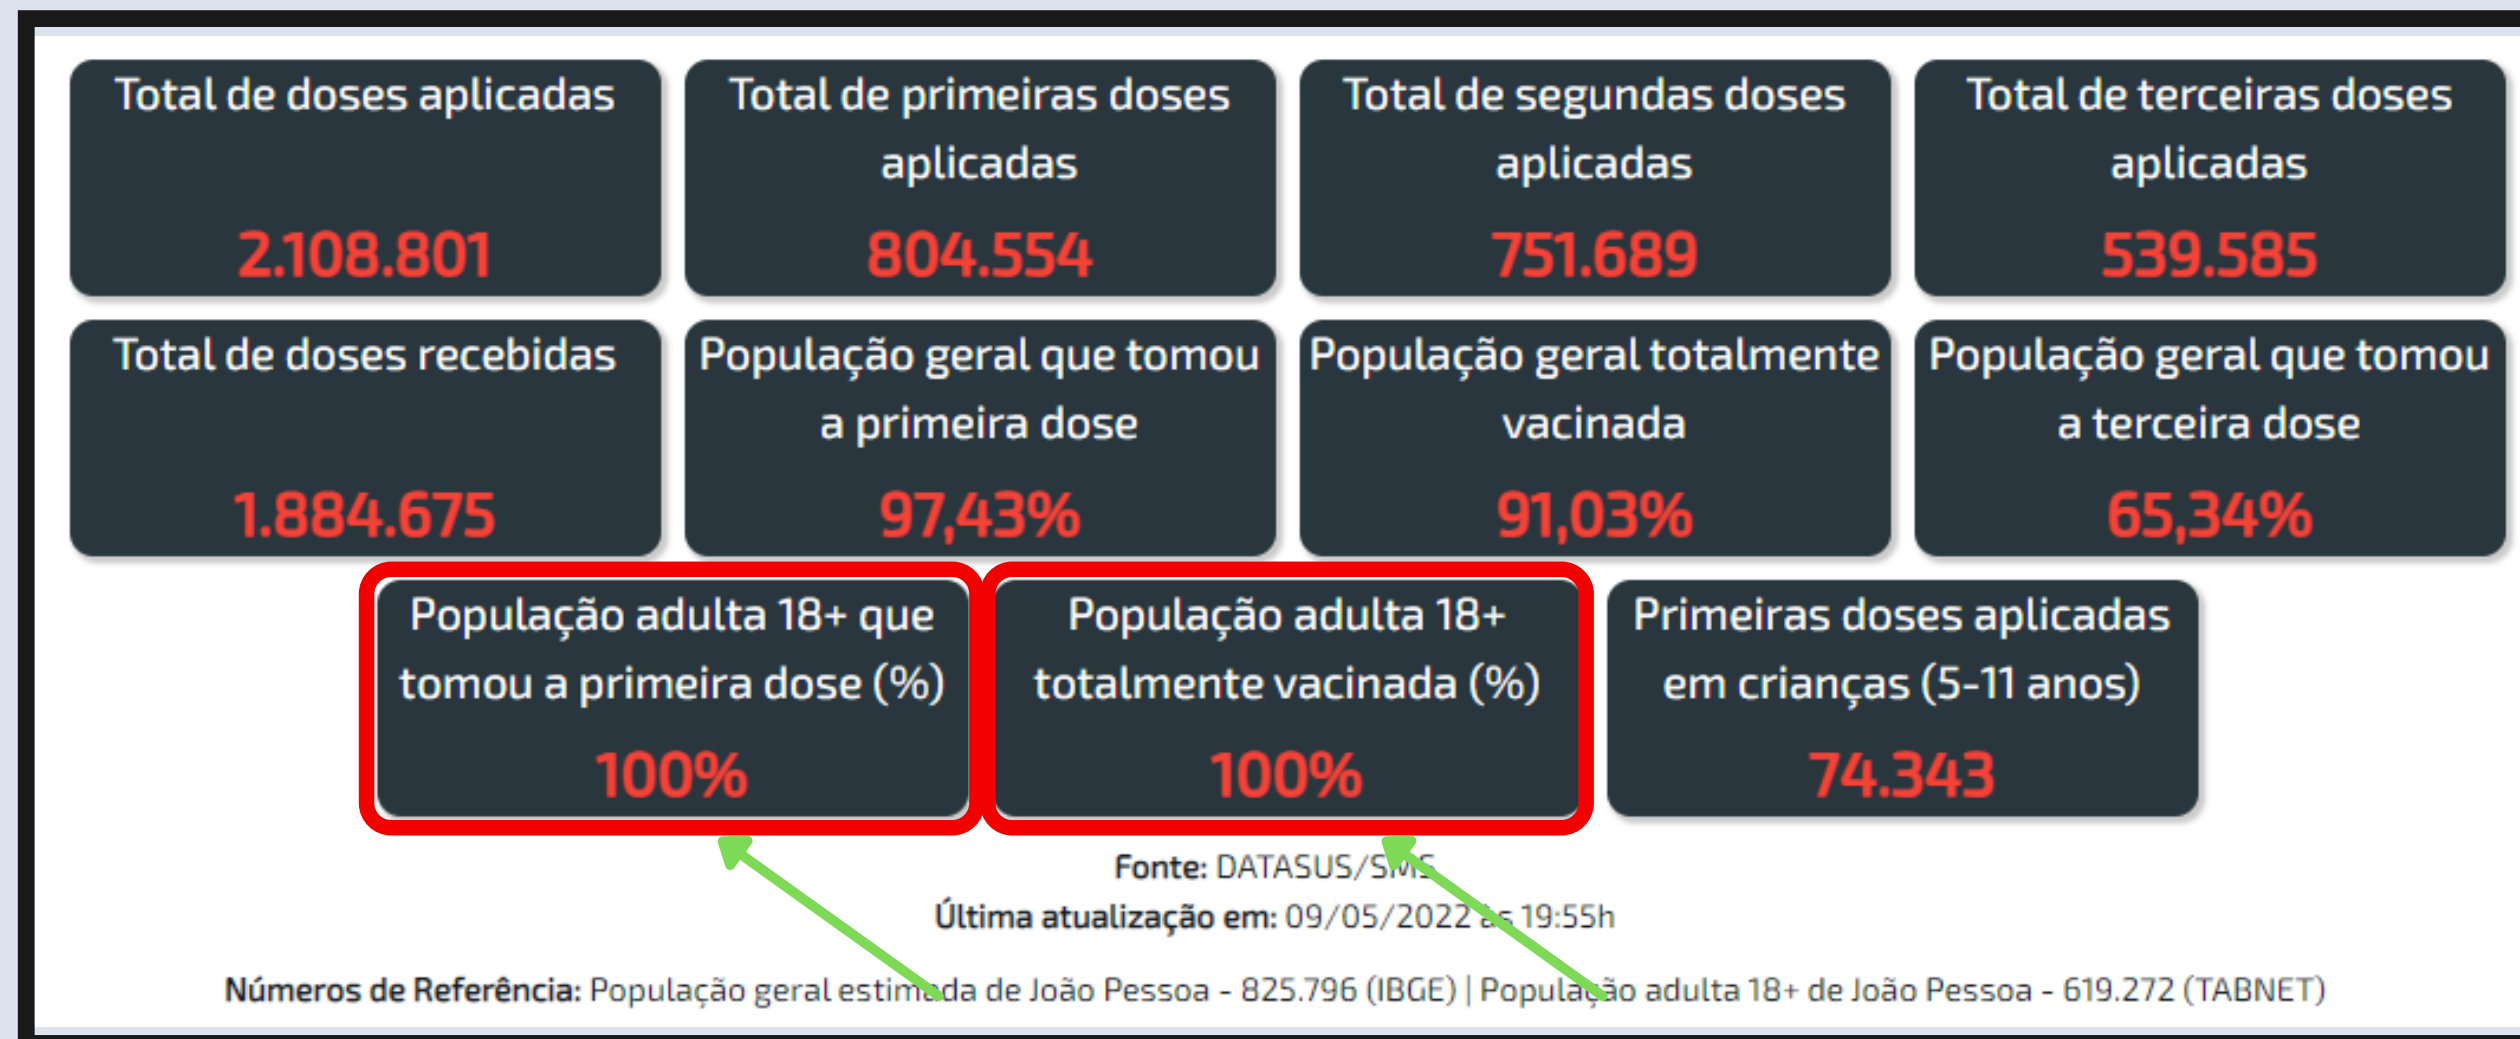 Total de doses aplicadas
2.108.801
Total de primeiras doses
aplicadas
804.554
Total de segundas doses
aplicadas
751.689
Total de terceiras doses
aplicadas
539.585
Total de doses recebidas
1.884.675
População geral que tomou
a primeira dose
97,43%
População geral totalmente
vacinada
91,03%
População geral que tomou
a terceira dose
65,34%
População adulta 18+ que
tomou a primeira dose (%)
100%
População adulta 18+
totalmente vacinada (%)
100%
Primeiras doses aplicadas
em crianças (5-11 anos)
74.343
Fonte: DATASUS/SMS
Última atualização em: 09/05/2022 às 19:55h
Números de Referência: População geral estimada de João Pessoa - 825.796 (IBGE) | População adulta 18+ de João Pessoa - 619.272 (TABNET)